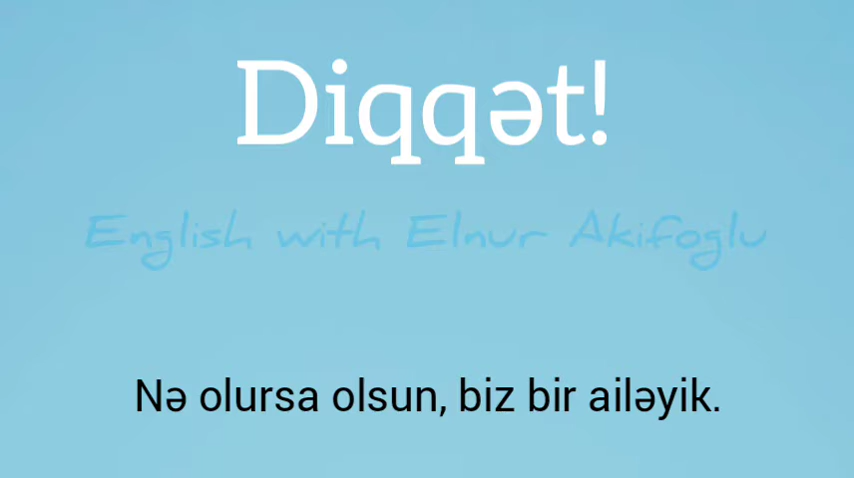 Diqqət!
English with Elnur Akifoglu
Nə olursa olsun, biz bir ailəyik.